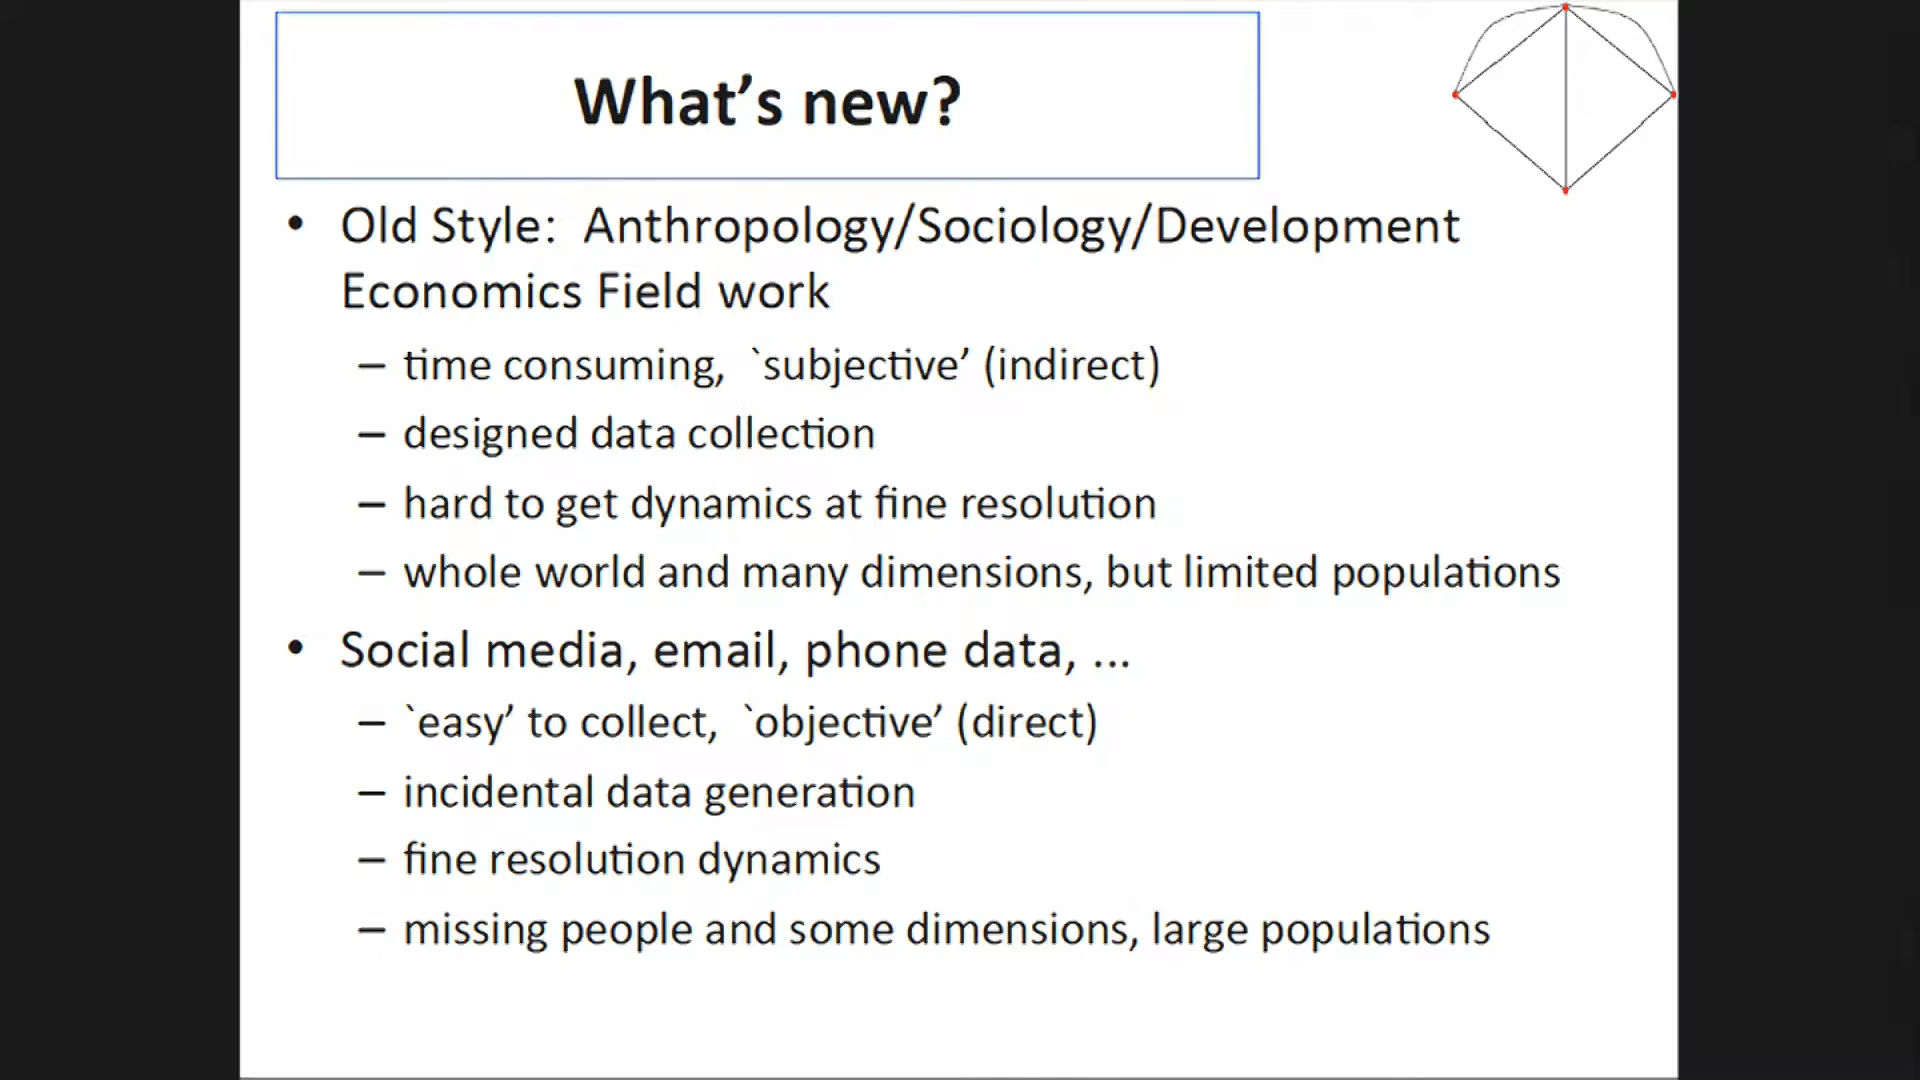 What’s new?
• Old Style:  Anthropology/Sociology/Development
Economics Field work
– time consuming,  `subjective’ (indirect)
– designed data collection
– hard to get dynamics at fine resolution
– whole world and many dimensions, but limited populations
• Social media, email, phone data, ...
– `easy’ to collect,  `objective’ (direct)
– incidental data generation
– fine resolution dynamics
– missing people and some dimensions, large populations